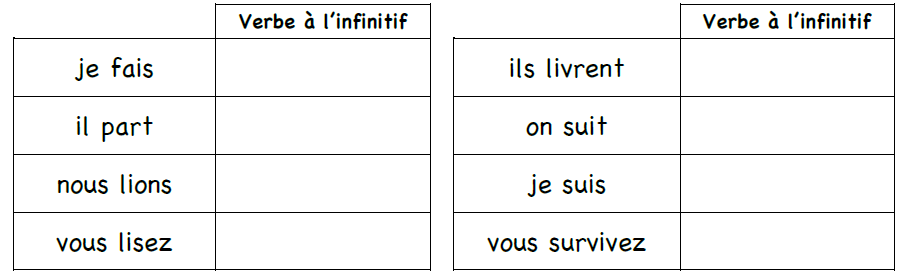 Verbe à l'infinitif
je fais
il part
nous lions
vous lisez
Verbe à l'infinitif
ils livrent
on suit
je suis
vous survivez